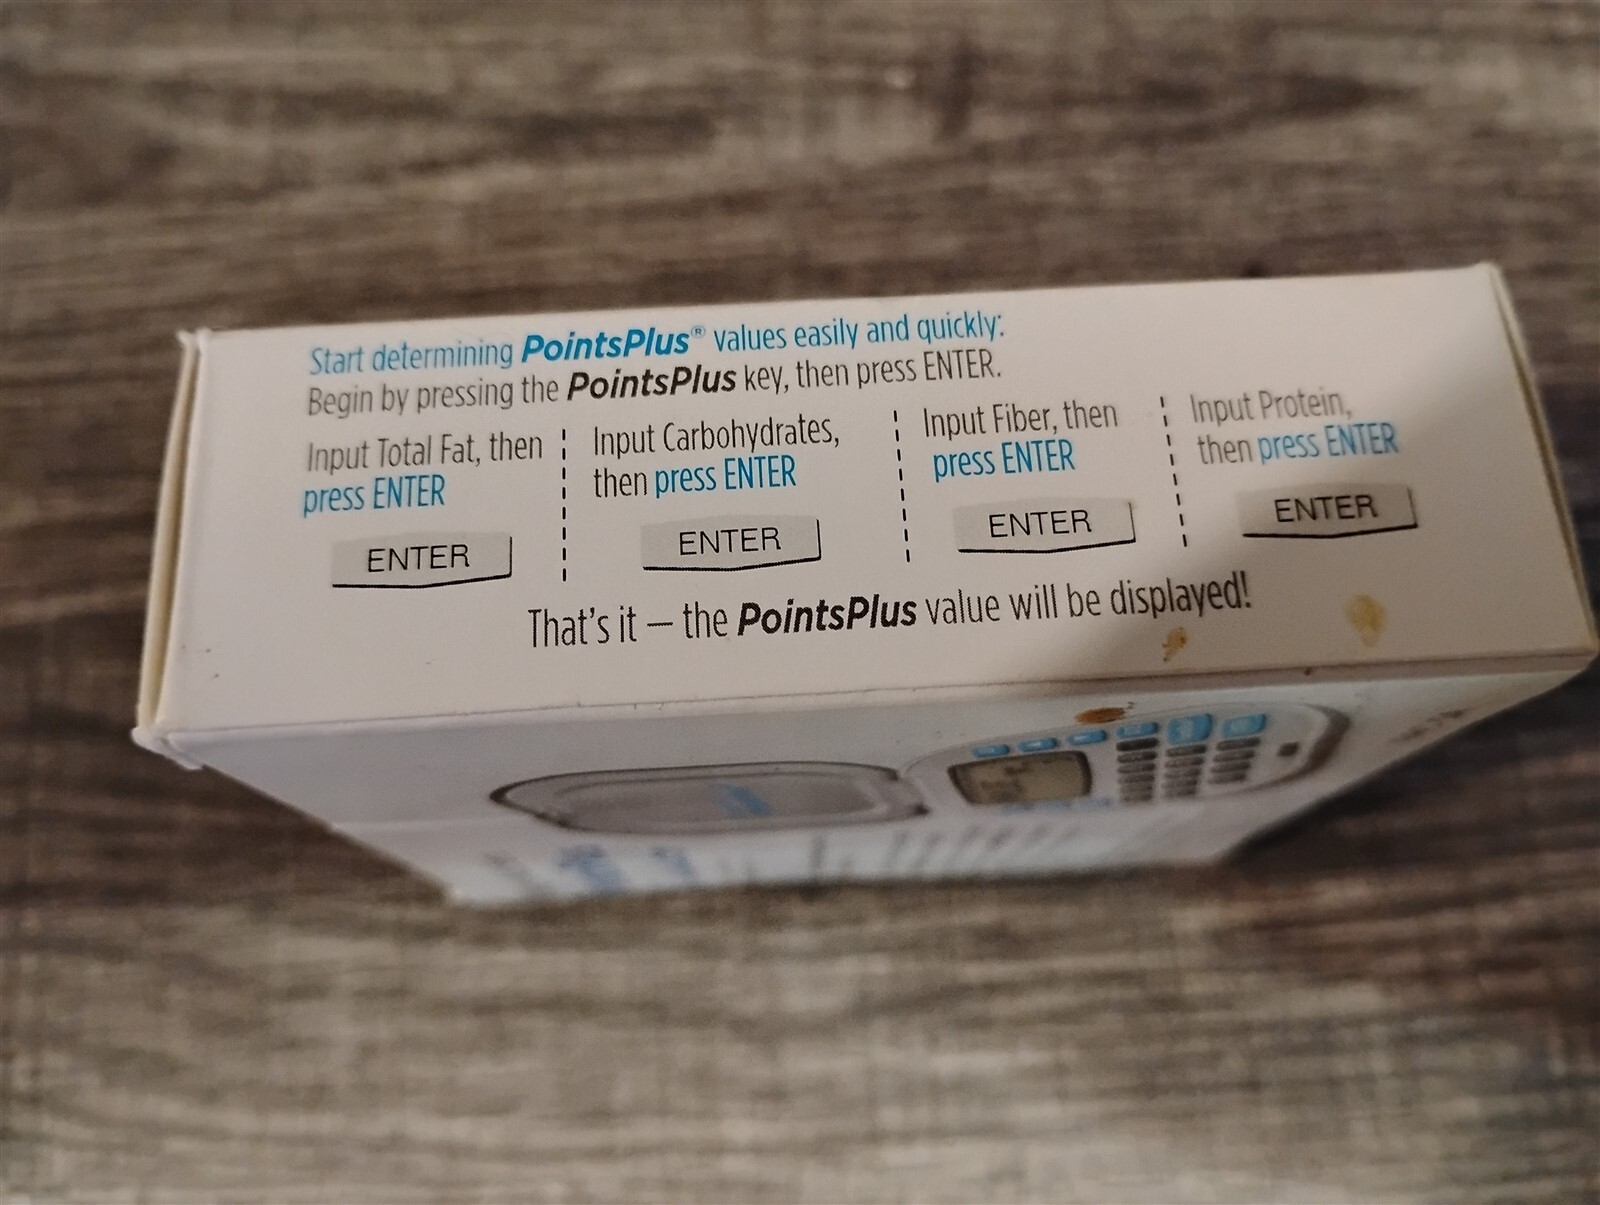 Start determining PointsPlus® values easily and quickly:
Begin by pressing the PointsPlus key, then press ENTER.
Input Total Fat, then
press ENTER
ENTER
Input Carbohydrates,
then press ENTER
ENTER
Input Fiber, then
press ENTER
ENTER
Input Protein,
then press ENTER
ENTER
That's it – the PointsPlus value will be displayed!